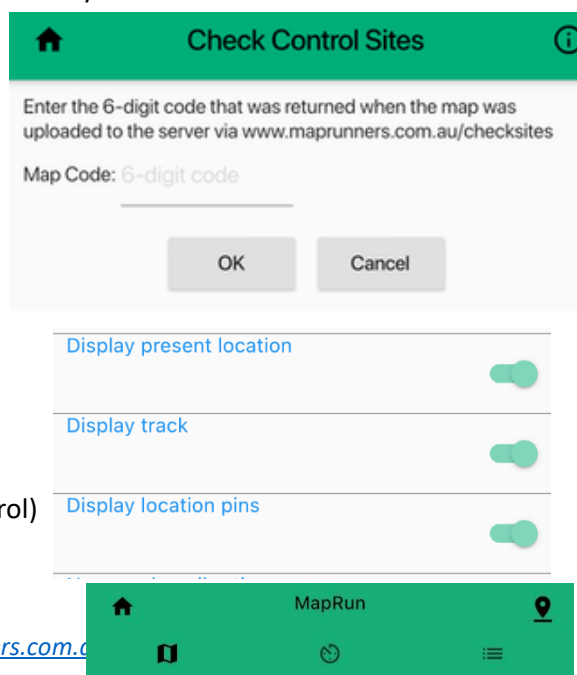 Check Control Sites
Enter the 6-digit code that was returned when the map was
uploaded to the server via www.maprunners.com.au/checksites
Map Code: 6-digit code
OK Cancel
Display present location
Display track
rol) Display location pins
MapRun
rs.com.a